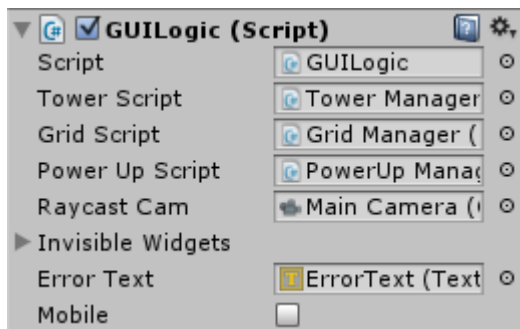 GUILogic (Script)
Script GUILogic
Tower Script Tower Manager
Grid Script Grid Manager (
Power Up Script PowerUp Manag
Raycast Cam Main Camera (
Invisible Widgets
Error Text ErrorText (Text
Mobile